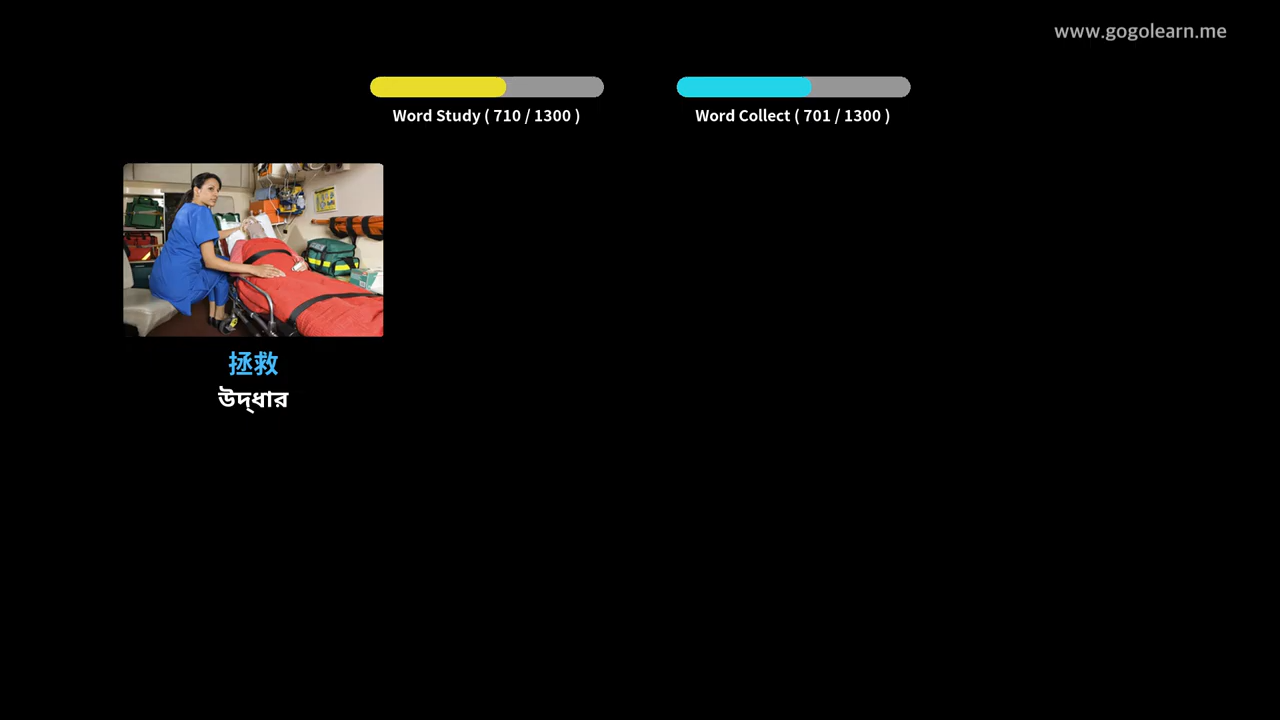 www.gogolearn.me
Word Study ( 710 / 1300 )
Word Collect ( 701 / 1300 )
拯救
উদ্ধার